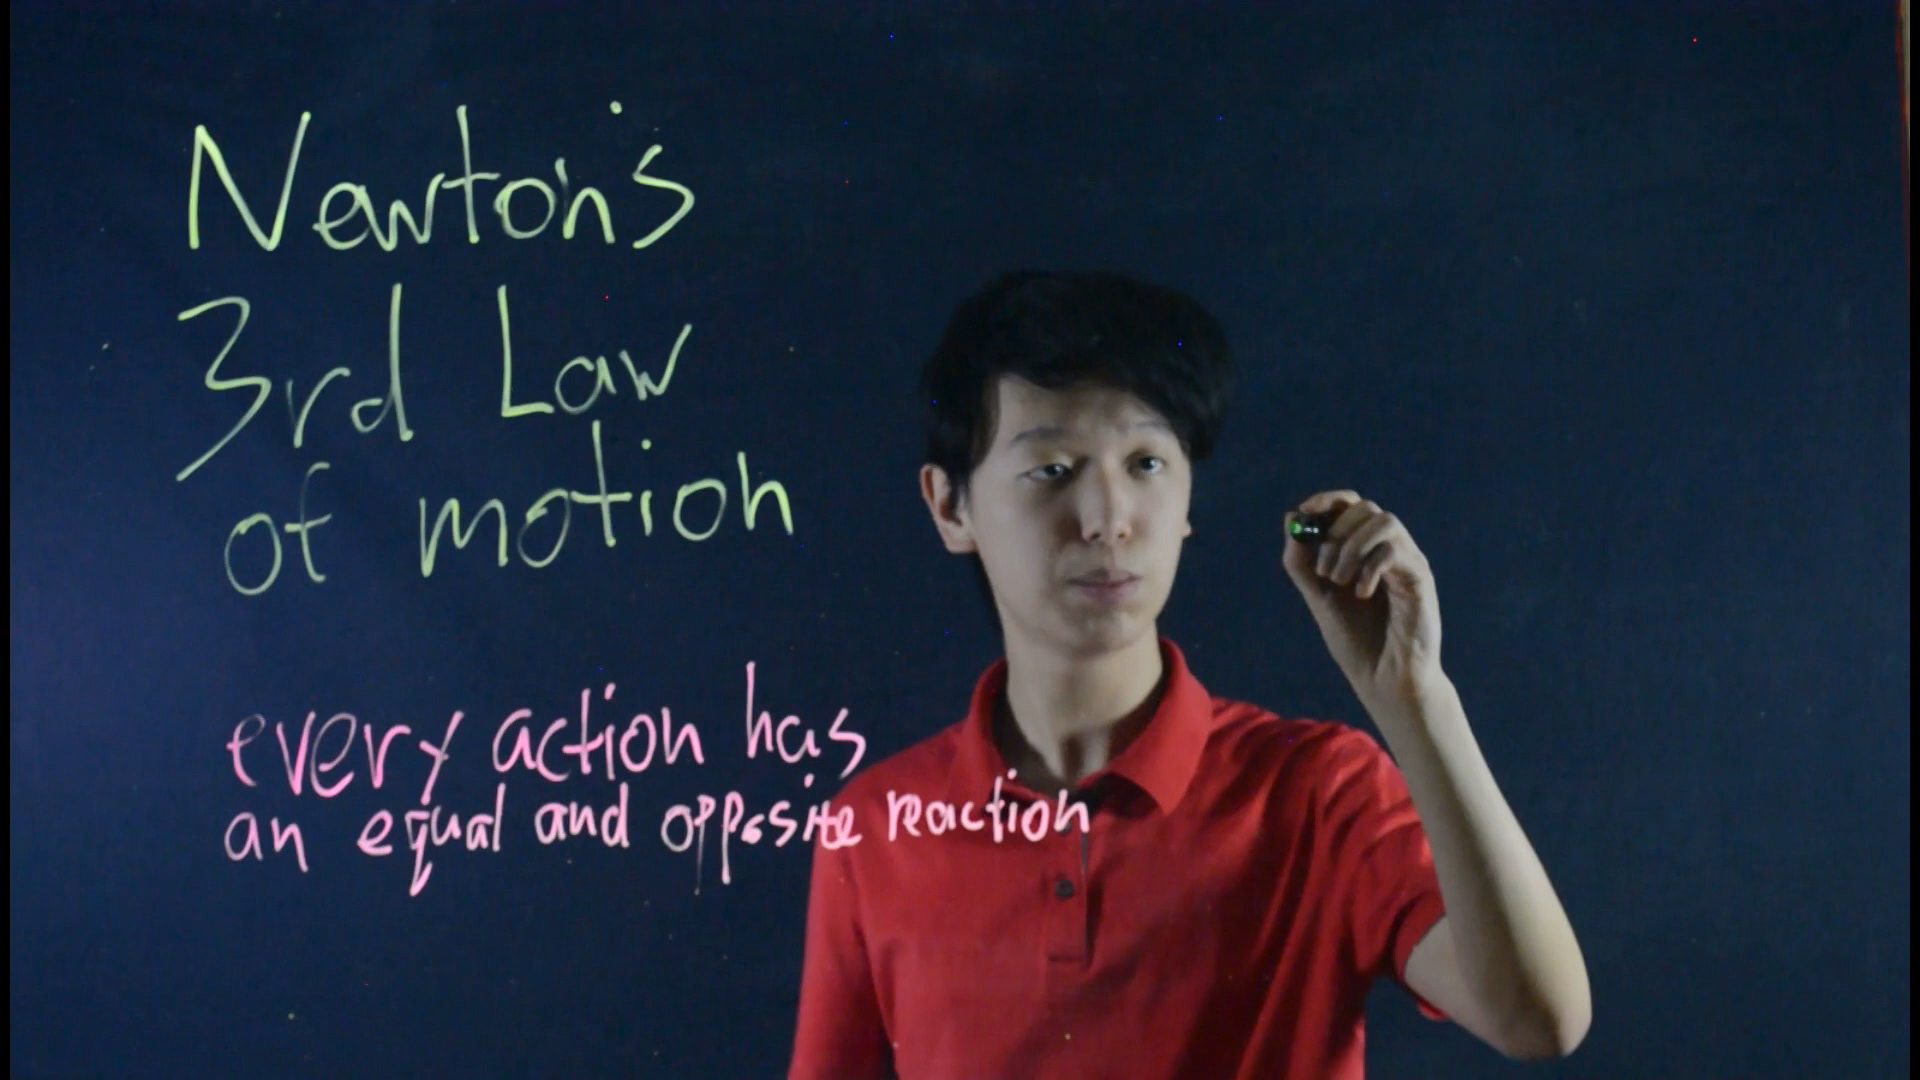 Newton's
3rd Law
of motion
every action has
an equal and opposite reaction